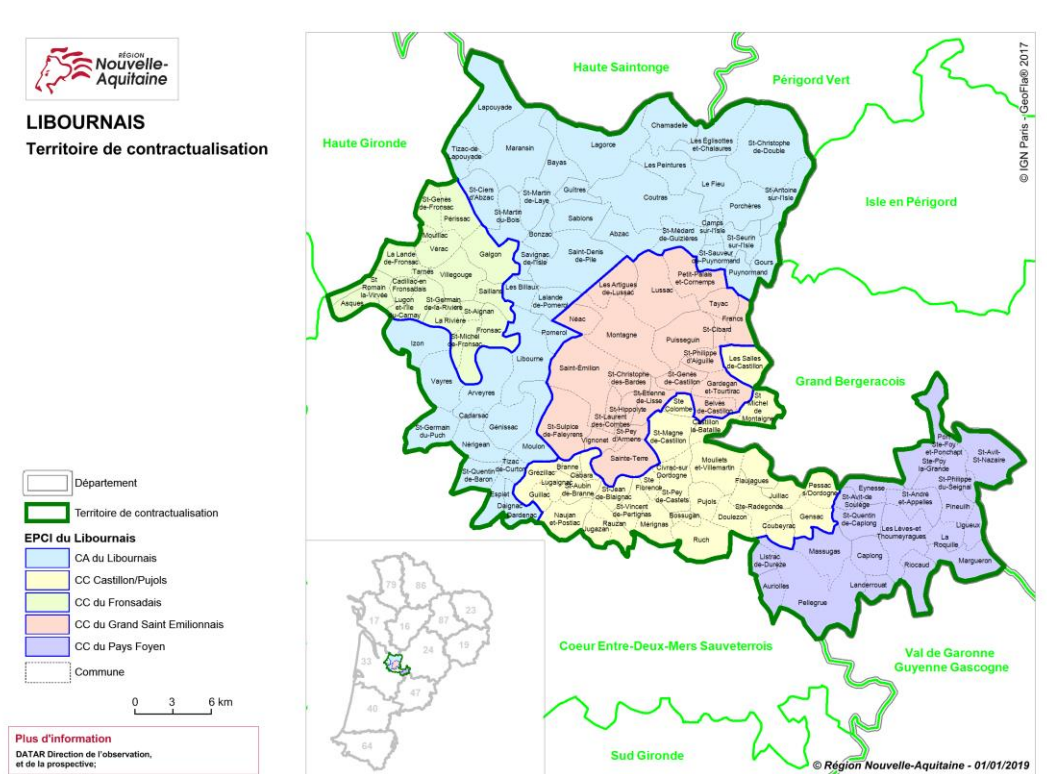 RÉGION
Nouvelle-
Aquitaine
LIBOURNAIS
Territoire de contractualisation
Département
Territoire de contractualisation
EPCI du Libournais
CA du Libournais
CC Castillon/Pujols
CC du Fronsadais
CC du Grand Saint Emilionnais
CC du Pays Foyen
Commune
0 3 6 km
Plus d'information
DATAR Direction de l'observation,
et de la prospective;
© IGN Paris - GeoFla® 2017
Haute Saintonge
Périgord Vert
Haute Gironde
Isle en Périgord
Grand Bergeracois
Coeur Entre-Deux-Mers Sauveterrois
Val de Garonne
Guyenne Gascogne
Sud Gironde
Lapouyade
Tizac-de-
Lapouyade
Maransin
Bayas
Lagorce
Chamadelle
Les Eglisottes
et-Chalaures
St-Christophe
de-Double
Les Peintures
St-Ciers
d'Abzac
St-Martin
de-Laye
Guîtres
Coutras
Le Fieu
St-Antoine
sur-l'Isle
Porchères
St-Martin
du-Bois
Sablons
Bonzac
Abzac
St-Médard
de-Guizières
Camps
sur-l'Isle
St-Seurin
sur-l'Isle
St-Sauveur
de-Puynormand
Gours
Puynormand
Savignac
de-l'Isle
Saint-Denis
de-Pile
St-Genès
de-Fronsac
Périssac
Mouillac
Vérac
La Lande
de-Fronsac
Tarnès
Galgon
Villegouge
St
Romain
la-Virvée
Cadillac-en
Fronsadais
Asques
Lugon
et-l'Île
du-Carnay
St-Germain
de-la-Rivière
Saillans
St-Aignan
La Rivière
Fronsac
St-Michel
de-Fronsac
Les Billaux
Lalande
de-Pomerol
Pomerol
Libourne
Izon
Vayres
Arveyres
Cadarsac
Génissac
St-Germain
du-Puch
Nérigean
Moulon
Tizac
de-Curton
St-Quentin
de-Baron
Espiet
Daignac
Dardenac
Les Artigues
de-Lussac
Petit-Palais
et-Cornemps
Lussac
Tayac
Néac
Montagne
Francs
St-Cibard
Puisseguin
St-Philippe
d'Aiguille
Les Salles
de-Castillon
Saint-Émilion
St-Christophe
des-Bardes
St-Genès
de-Castillon
Gardegan
et-Tourtirac
St-Etienne
de-Lisse
St-Hippolyte
St-Laurent
des-Combes
Belvès
de-Castillon
St
Michel
de
Montaigne
Ste
Colombe
Castillon
la-Bataille
St-Sulpice
de-Faleyrens
Vignonet
St-Pey
d'Armens
St-Magne
de-Castillon
Sainte-Terre
Grézillac
Branne
Cabara
Lugaignac
Guillac
St-Aubin
de-Branne
St-Jean
de-Blaignac
Ste
Florence
Civrac-sur
Dordogne
Mouliets
et-Villemartin
Flaujagues
Pessac
s/Dordogne
Juillac
Naujan
et-Postiac
St-Vincent
de-Pertignas
St-Pey
de-Castets
Pujols
Ste-Radegonde
Gensac
Jugazan
Rauzan
Mérignas
Bossugan
Doulezon
Coubeyrac
Ruch
Port-
Ste-Foy
et-Ponchapt
Ste-Foy
la-Grande
St-Avit-
St-Nazaire
Eynesse
St-Avit-de
Soulège
St-André
et-Appelles
St-Philippe
du-Seignal
Pineuilh
St-Quentin
de-Caplong
Les Lèves-et
Thoumeyragues
Ligueux
La
Roquille
Listrac
de-Durèze
Massugas
Caplong
Riocaud
Margueron
Auriolles
Landerrouat
Pellegrue
79
86
17
16
87
23
24
19
33
47
40
64
© Région Nouvelle-Aquitaine - 01/01/2019